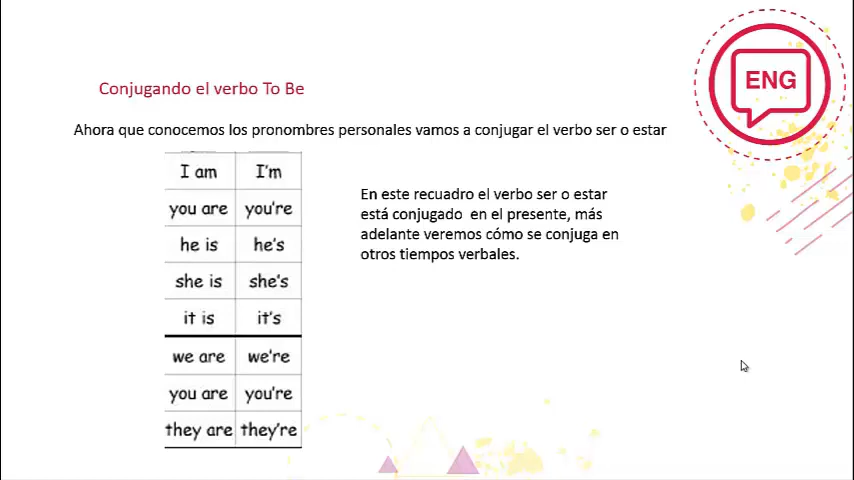 ENG
Conjugando el verbo To Be
Ahora que conocemos los pronombres personales vamos a conjugar el verbo ser o estar
I am I'm
you are you're
he is he's
she is she's
it is it's
we are we're
you are you're
they are they're
En este recuadro el verbo ser o estar
está conjugado en el presente, más
adelante veremos cómo se conjuga en
otros tiempos verbales.